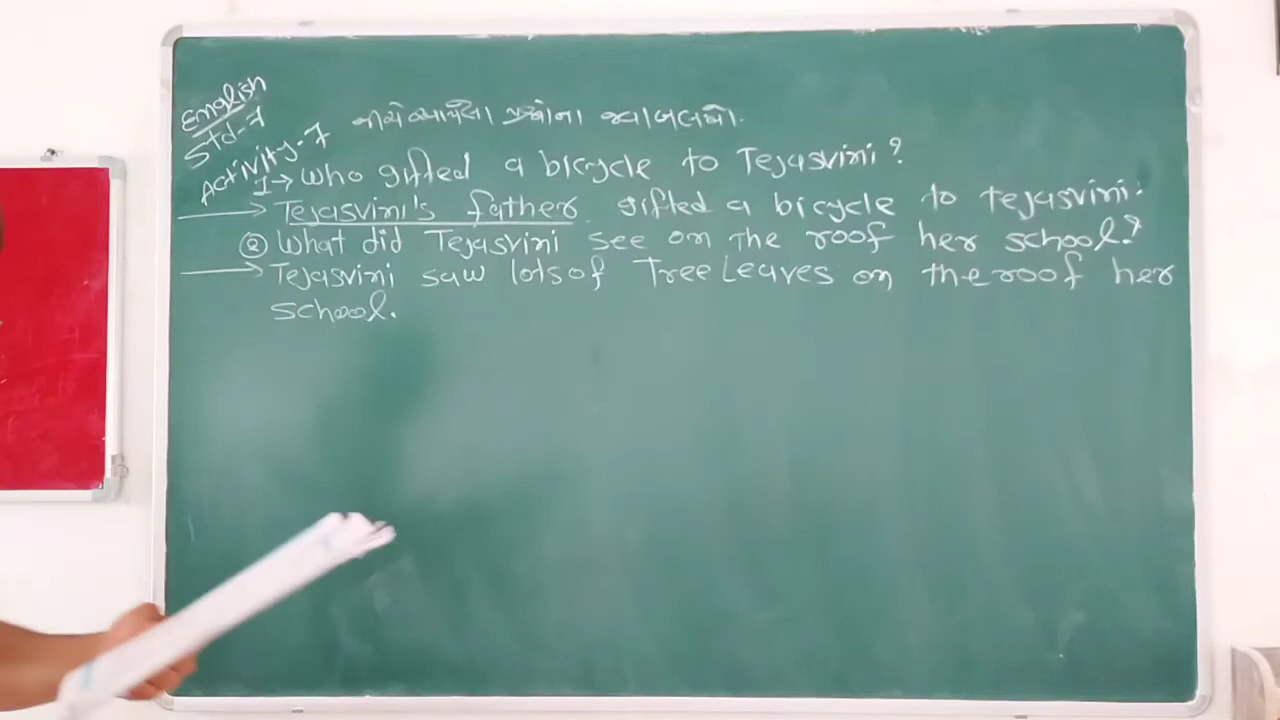 English
Std-7
Activity-7
નીચે આપેલા પ્રશ્નોના જવાબ લખો.
1→ Who gifted a bicycle to Tejasvini?
→ Tejasvini's father gifted a bicycle to tejasvini.
② What did Tejasvini see on the roof her school.?
→ Tejasvini saw lots of Tree Leaves on the roof her
school.